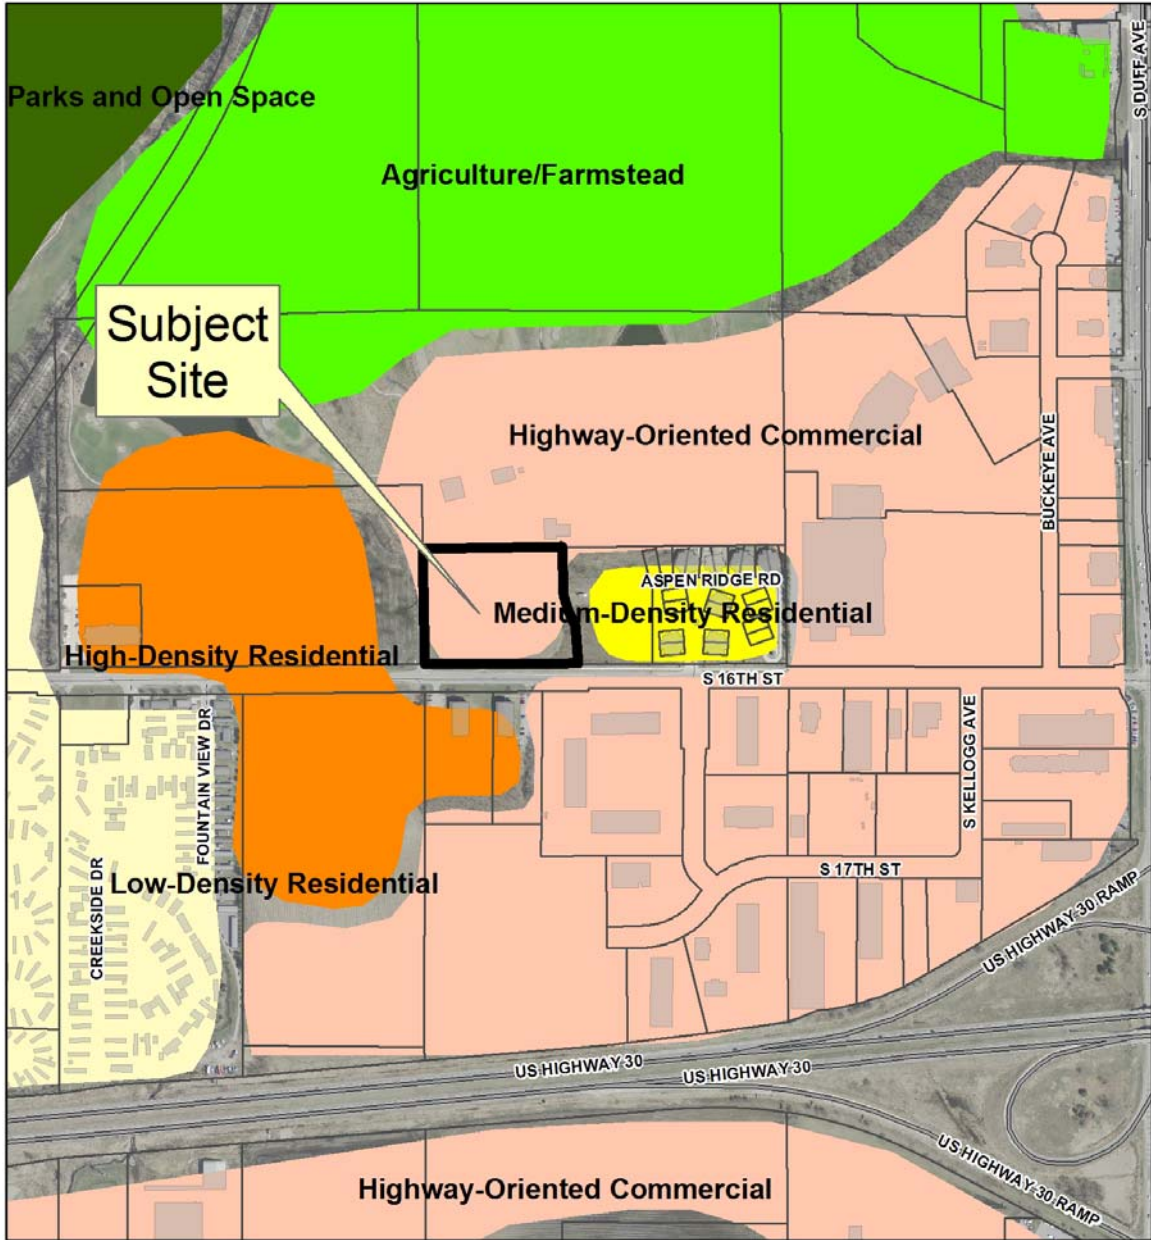 S DUFF AVE
Parks and Open Space
Agriculture/Farmstead
Subject
Site
Highway-Oriented Commercial
BUCKEYE AVE
ASPEN RIDGE RD
Medium-Density Residential
High-Density Residential
S 16TH ST
FOUNTAIN VIEW DR
S KELLOGG AVE
S 17TH ST
Low-Density Residential
CREEKSIDE DR
US HIGHWAY 30 RAMP
US HIGHWAY 30
US HIGHWAY 30
US HIGHWAY 30 RAMP
Highway-Oriented Commercial